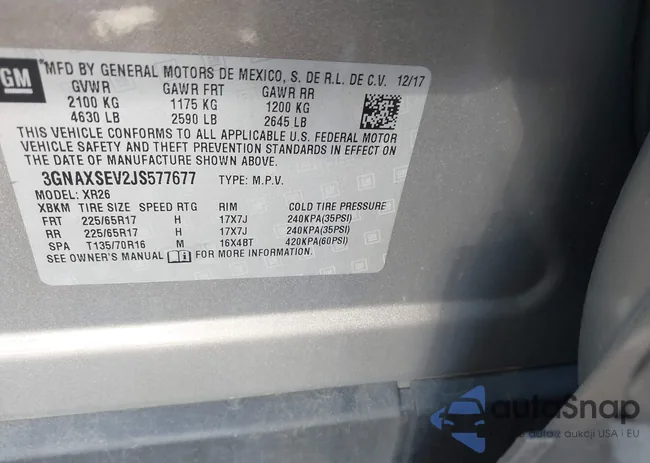 GM
*MFD BY GENERAL MOTORS DE MEXICO, S. DE R.L. DE C.V. 12/17
GVWR GAWR FRT GAWR RR
2100 KG 1175 KG 1200 KG
4630 LB 2590 LB 2645 LB
THIS VEHICLE CONFORMS TO ALL APPLICABLE U.S. FEDERAL MOTOR
VEHICLE SAFETY AND THEFT PREVENTION STANDARDS IN EFFECT ON
THE DATE OF MANUFACTURE SHOWN ABOVE.
3GNAXSEV2JS577677 TYPE: M.P.V.
MODEL: XR26
XBKM TIRE SIZE SPEED RTG RIM COLD TIRE PRESSURE
FRT 225/65R17 H 17X7J 240KPA(35PSI)
RR 225/65R17 H 17X7J 240KPA(35PSI)
SPA T135/70R16 M 16X4BT 420KPA(60PSI)
SEE OWNER'S MANUAL FOR MORE INFORMATION.
autoSnap
auta z aukcji USA i EU